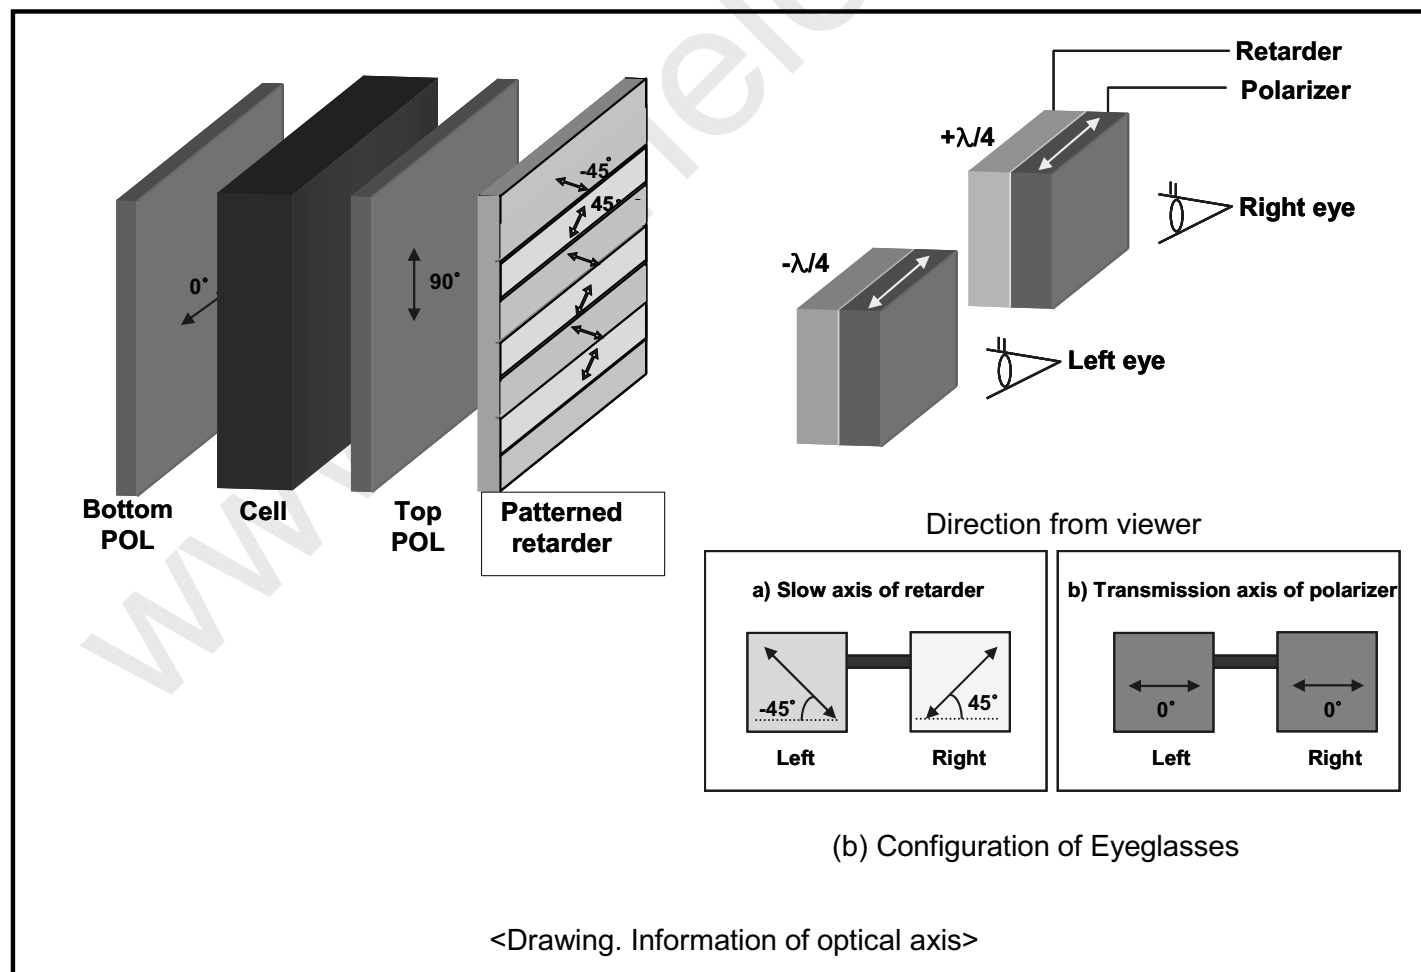 Retarder
Polarizer
+λ/4
Right eye
-λ/4
Left eye
-45°
45°
0°
90°
Bottom
POL
Cell
Top
POL
Patterned
retarder
Direction from viewer
a) Slow axis of retarder
-45°
45°
Left
Right
b) Transmission axis of polarizer
0°
0°
Left
Right
(b) Configuration of Eyeglasses
<Drawing. Information of optical axis>